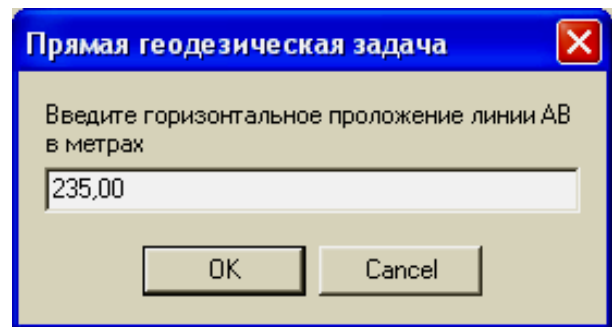 Прямая геодезическая задача
Введите горизонтальное проложение линии АВ
в метрах
235,00
OK
Cancel